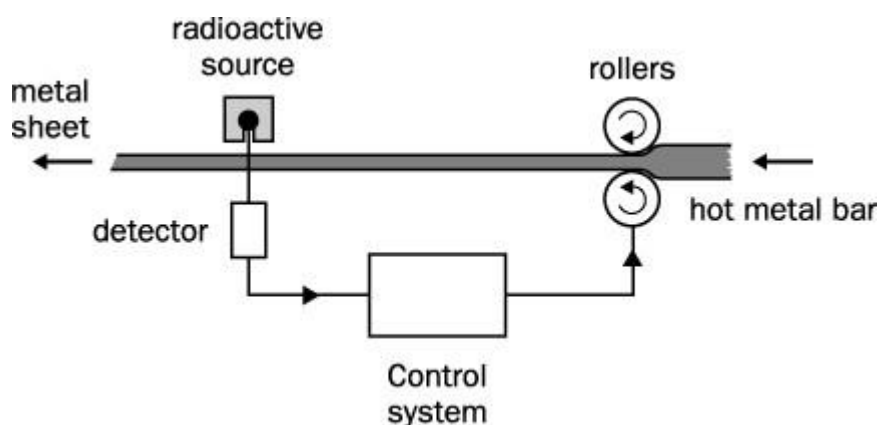 radioactive
source
rollers
metal
sheet
hot metal bar
detector
Control
system